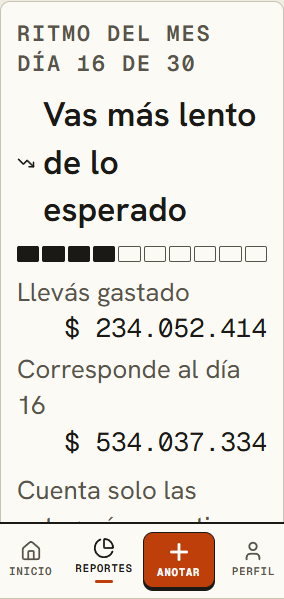 RITMO DEL MES
DÍA 16 DE 30
Vas más lento
de lo
esperado
Llevás gastado
$ 234.052.414
Corresponde al día
16
$ 534.037.334
Cuenta solo las
INICIO
REPORTES
ANOTAR
PERFIL